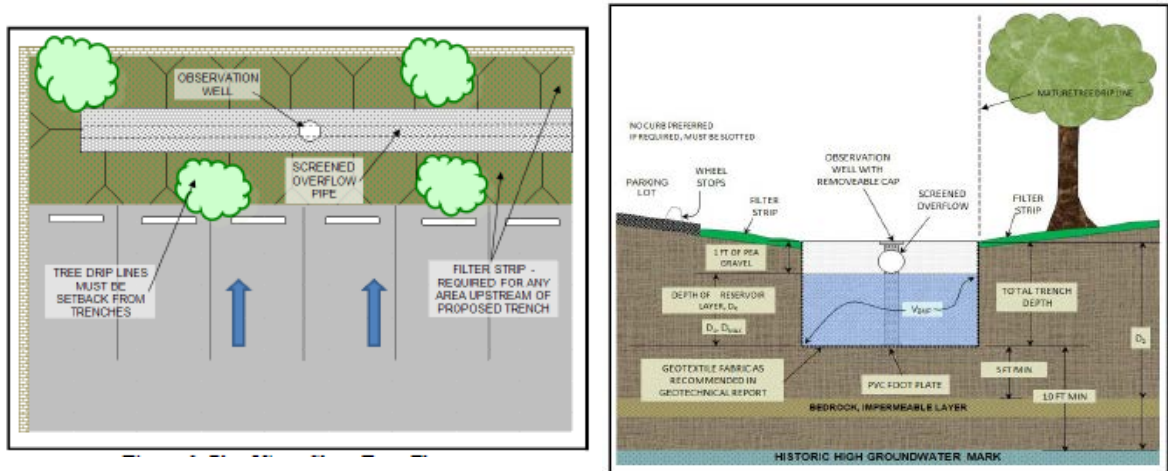 OBSERVATION
WELL
SCREENED
OVERFLOW
PIPE
TREE DRIP LINES
MUST BE
SETBACK FROM
TRENCHES
FILTER STRIP -
REQUIRED FOR ANY
AREA UPSTREAM OF
PROPOSED TRENCH
MATURE TREE DRIP LINE
NO CURB PREFERRED
IF REQUIRED, MUST BE SLOTTED
OBSERVATION
WELL WITH
REMOVEABLE CAP
SCREENED
OVERFLOW
WHEEL
STOPS
PARKING
LOT
FILTER
STRIP
FILTER
STRIP
1 FT OF PEA
GRAVEL
DEPTH OF RESERVOIR
LAYER, DR
TOTAL TRENCH
DEPTH
GEOTEXTILE FABRIC AS
RECOMMENDED IN
GEOTECHNICAL REPORT
PVC FOOT PLATE
5 FT MIN
10 FT MIN
BEDROCK, IMPERMEABLE LAYER
HISTORIC HIGH GROUNDWATER MARK